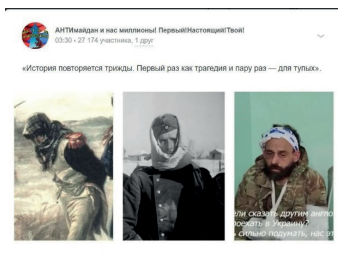 АНТИмайдан и нас миллионы! Первый!Настоящий!Твой!
03:30 • 27 174 участника, 1 друг
«История повторяется трижды. Первый раз как трагедия и пару раз — для тупых».
ели сказать другим англо
поехать в Украину?
сильно подумать, нас